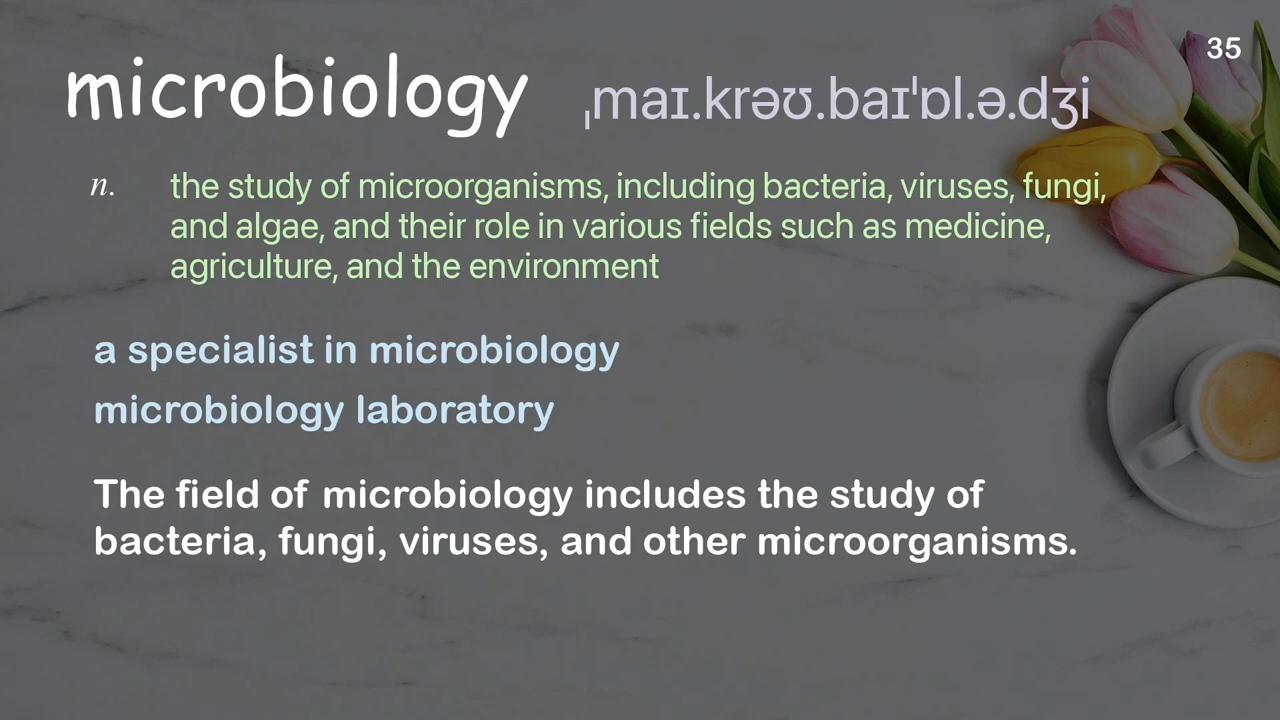 35
microbiology ˌmaɪ.krəʊ.baɪˈɒl.ə.dʒi
n. the study of microorganisms, including bacteria, viruses, fungi,
and algae, and their role in various fields such as medicine,
agriculture, and the environment
a specialist in microbiology
microbiology laboratory
The field of microbiology includes the study of
bacteria, fungi, viruses, and other microorganisms.